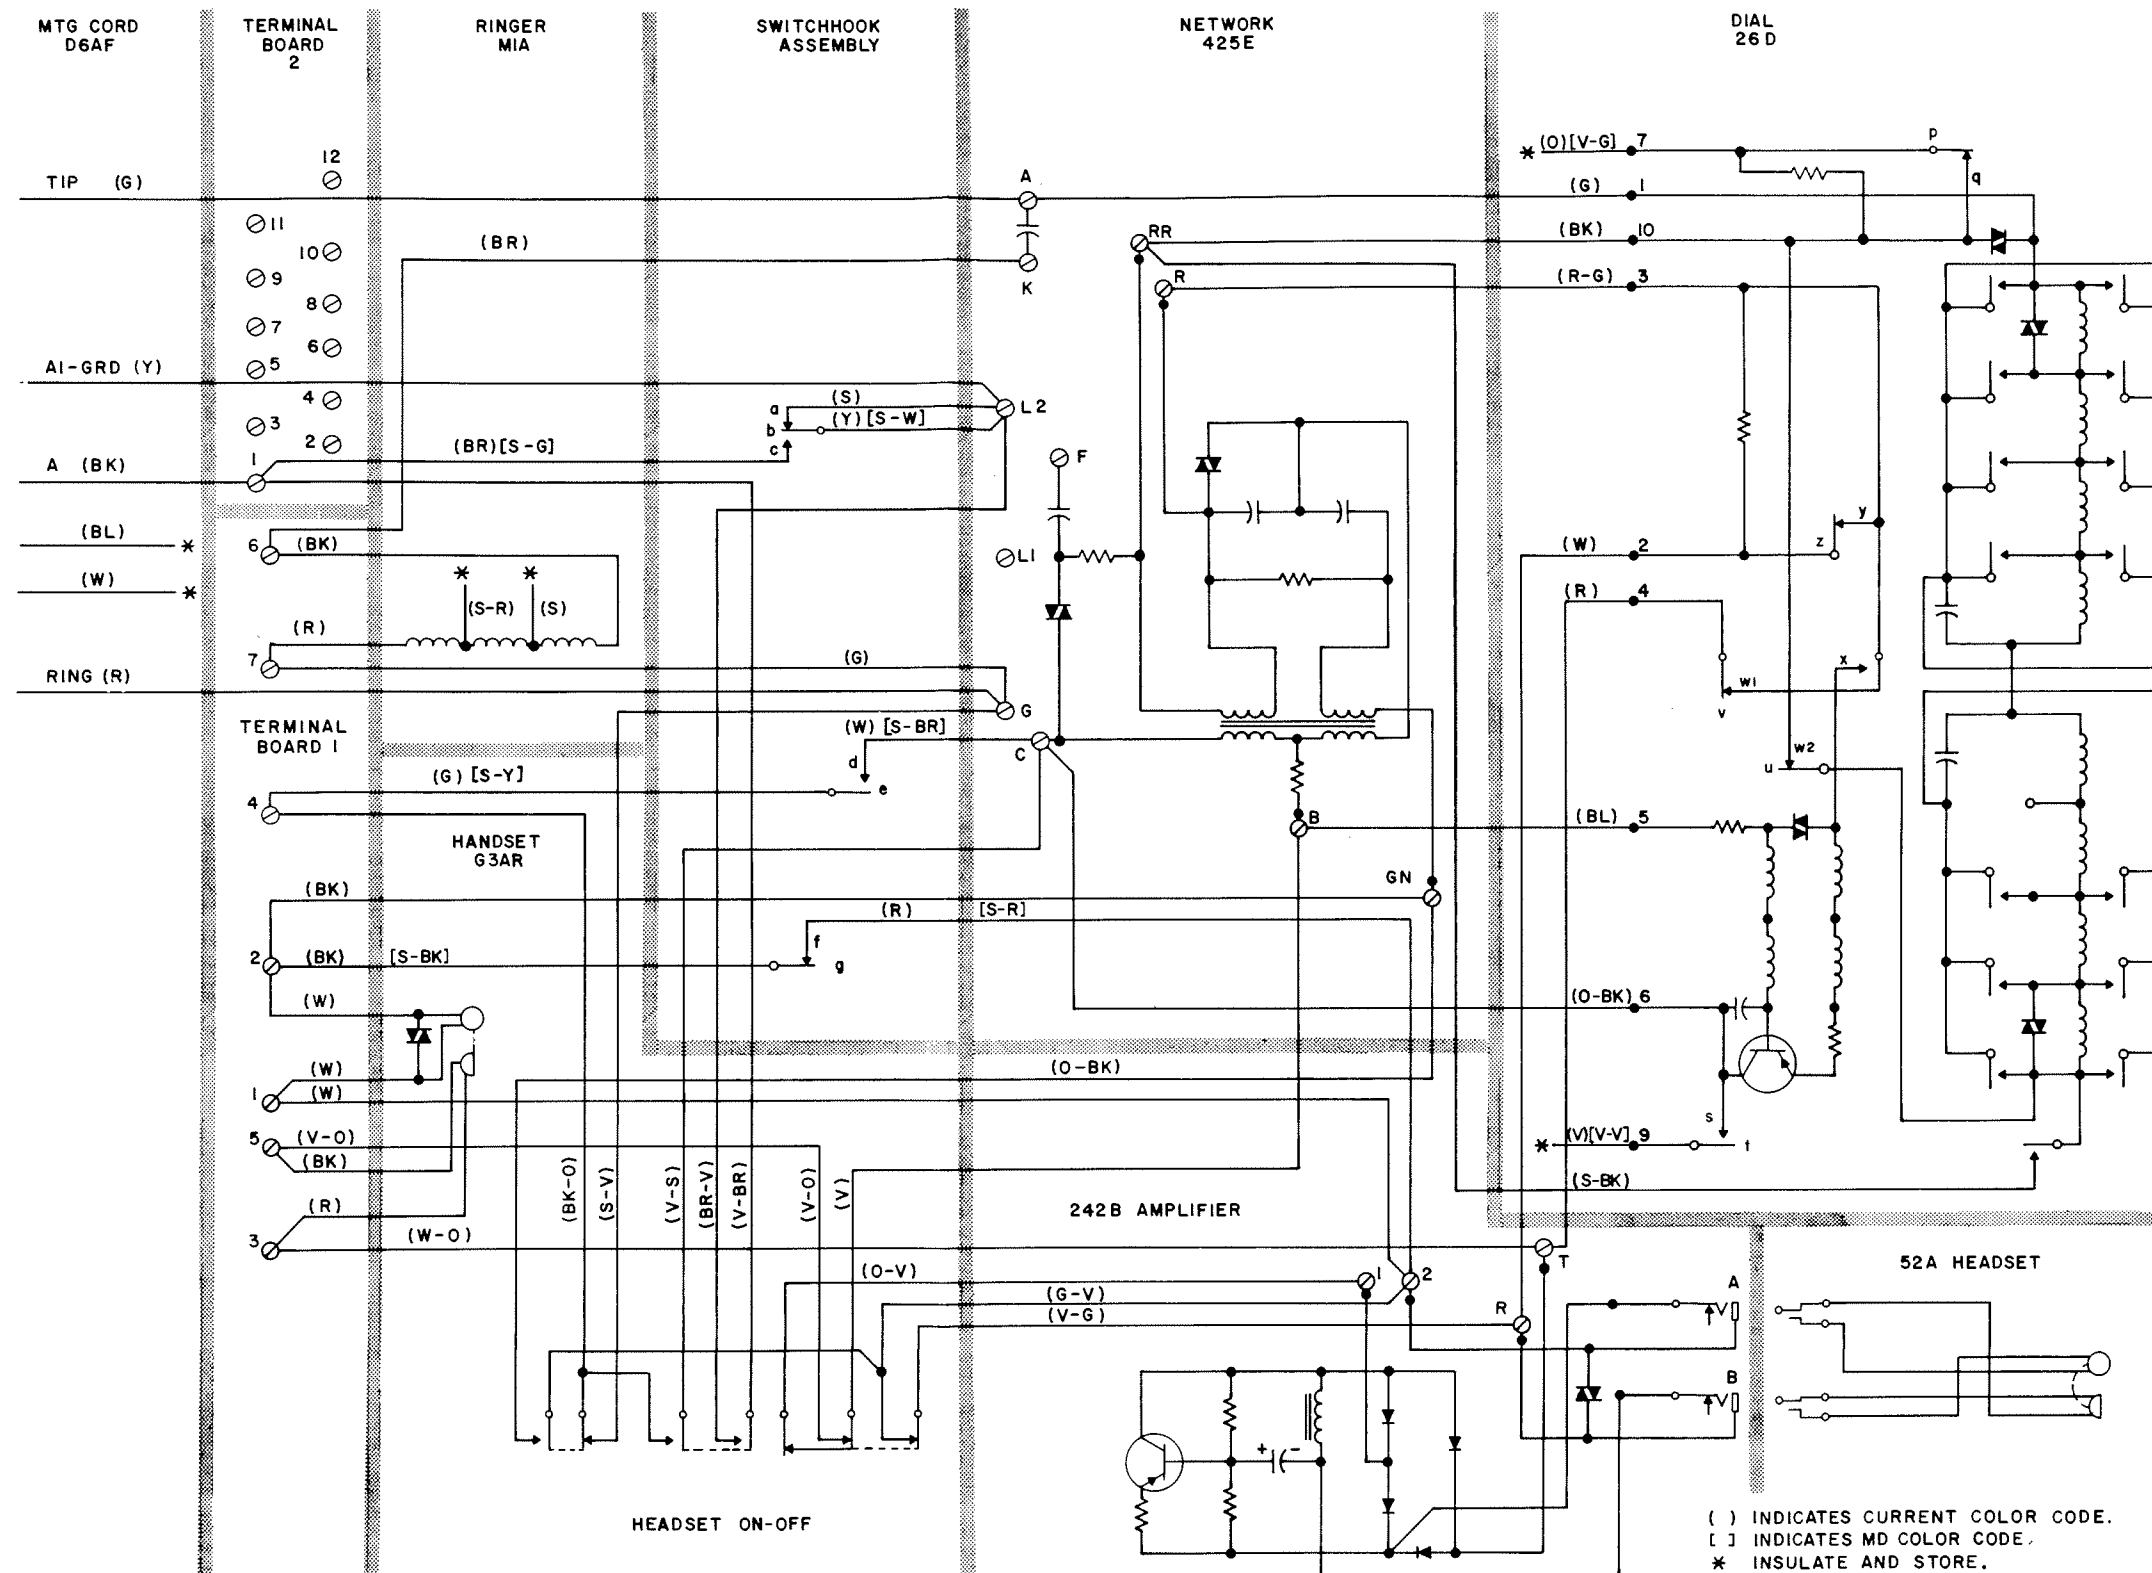 MTG CORD
D6AF
TERMINAL
BOARD
2
RINGER
MIA
SWITCHHOOK
ASSEMBLY
NETWORK
425E
DIAL
26D
12
TIP (G)
11
10
9
8
7
6
AI-GRD (Y)
5
4
3
2
A (BK)
1
(BR)
(BR)[S-G]
(BL) *
(W) *
6
(BK)
*
*
(S-R)
(S)
(R)
7
RING (R)
TERMINAL
BOARD I
4
(G) [S-Y]
HANDSET
G3AR
(BK)
2
(BK) [S-BK]
(W)
(W)
1
(W)
5
(V-O)
(BK)
(R)
3
(W-O)
a
b
c
(S)
(Y)[S-W]
(G)
(W) [S-BR]
d
e
(R) [S-R]
f
g
A
K
L2
F
L1
G
C
RR
R
B
GN
(O-BK)
(BK-O)
(S-V)
(V-S)
(BR-V)
(V-BR)
(V-O)
(V)
242B AMPLIFIER
(O-V)
(G-V)
(V-G)
1
2
R
T
+ -
HEADSET ON-OFF
* (O)[V-G] 7
p
q
(G) 1
(BK) 10
(R-G) 3
(W) 2
y
z
(R) 4
x
w1
v
w2
u
(BL) 5
(O-BK) 6
s
* (V)[V-V] 9
t
(S-BK)
52A HEADSET
A
B
( ) INDICATES CURRENT COLOR CODE.
[ ] INDICATES MD COLOR CODE.
* INSULATE AND STORE.